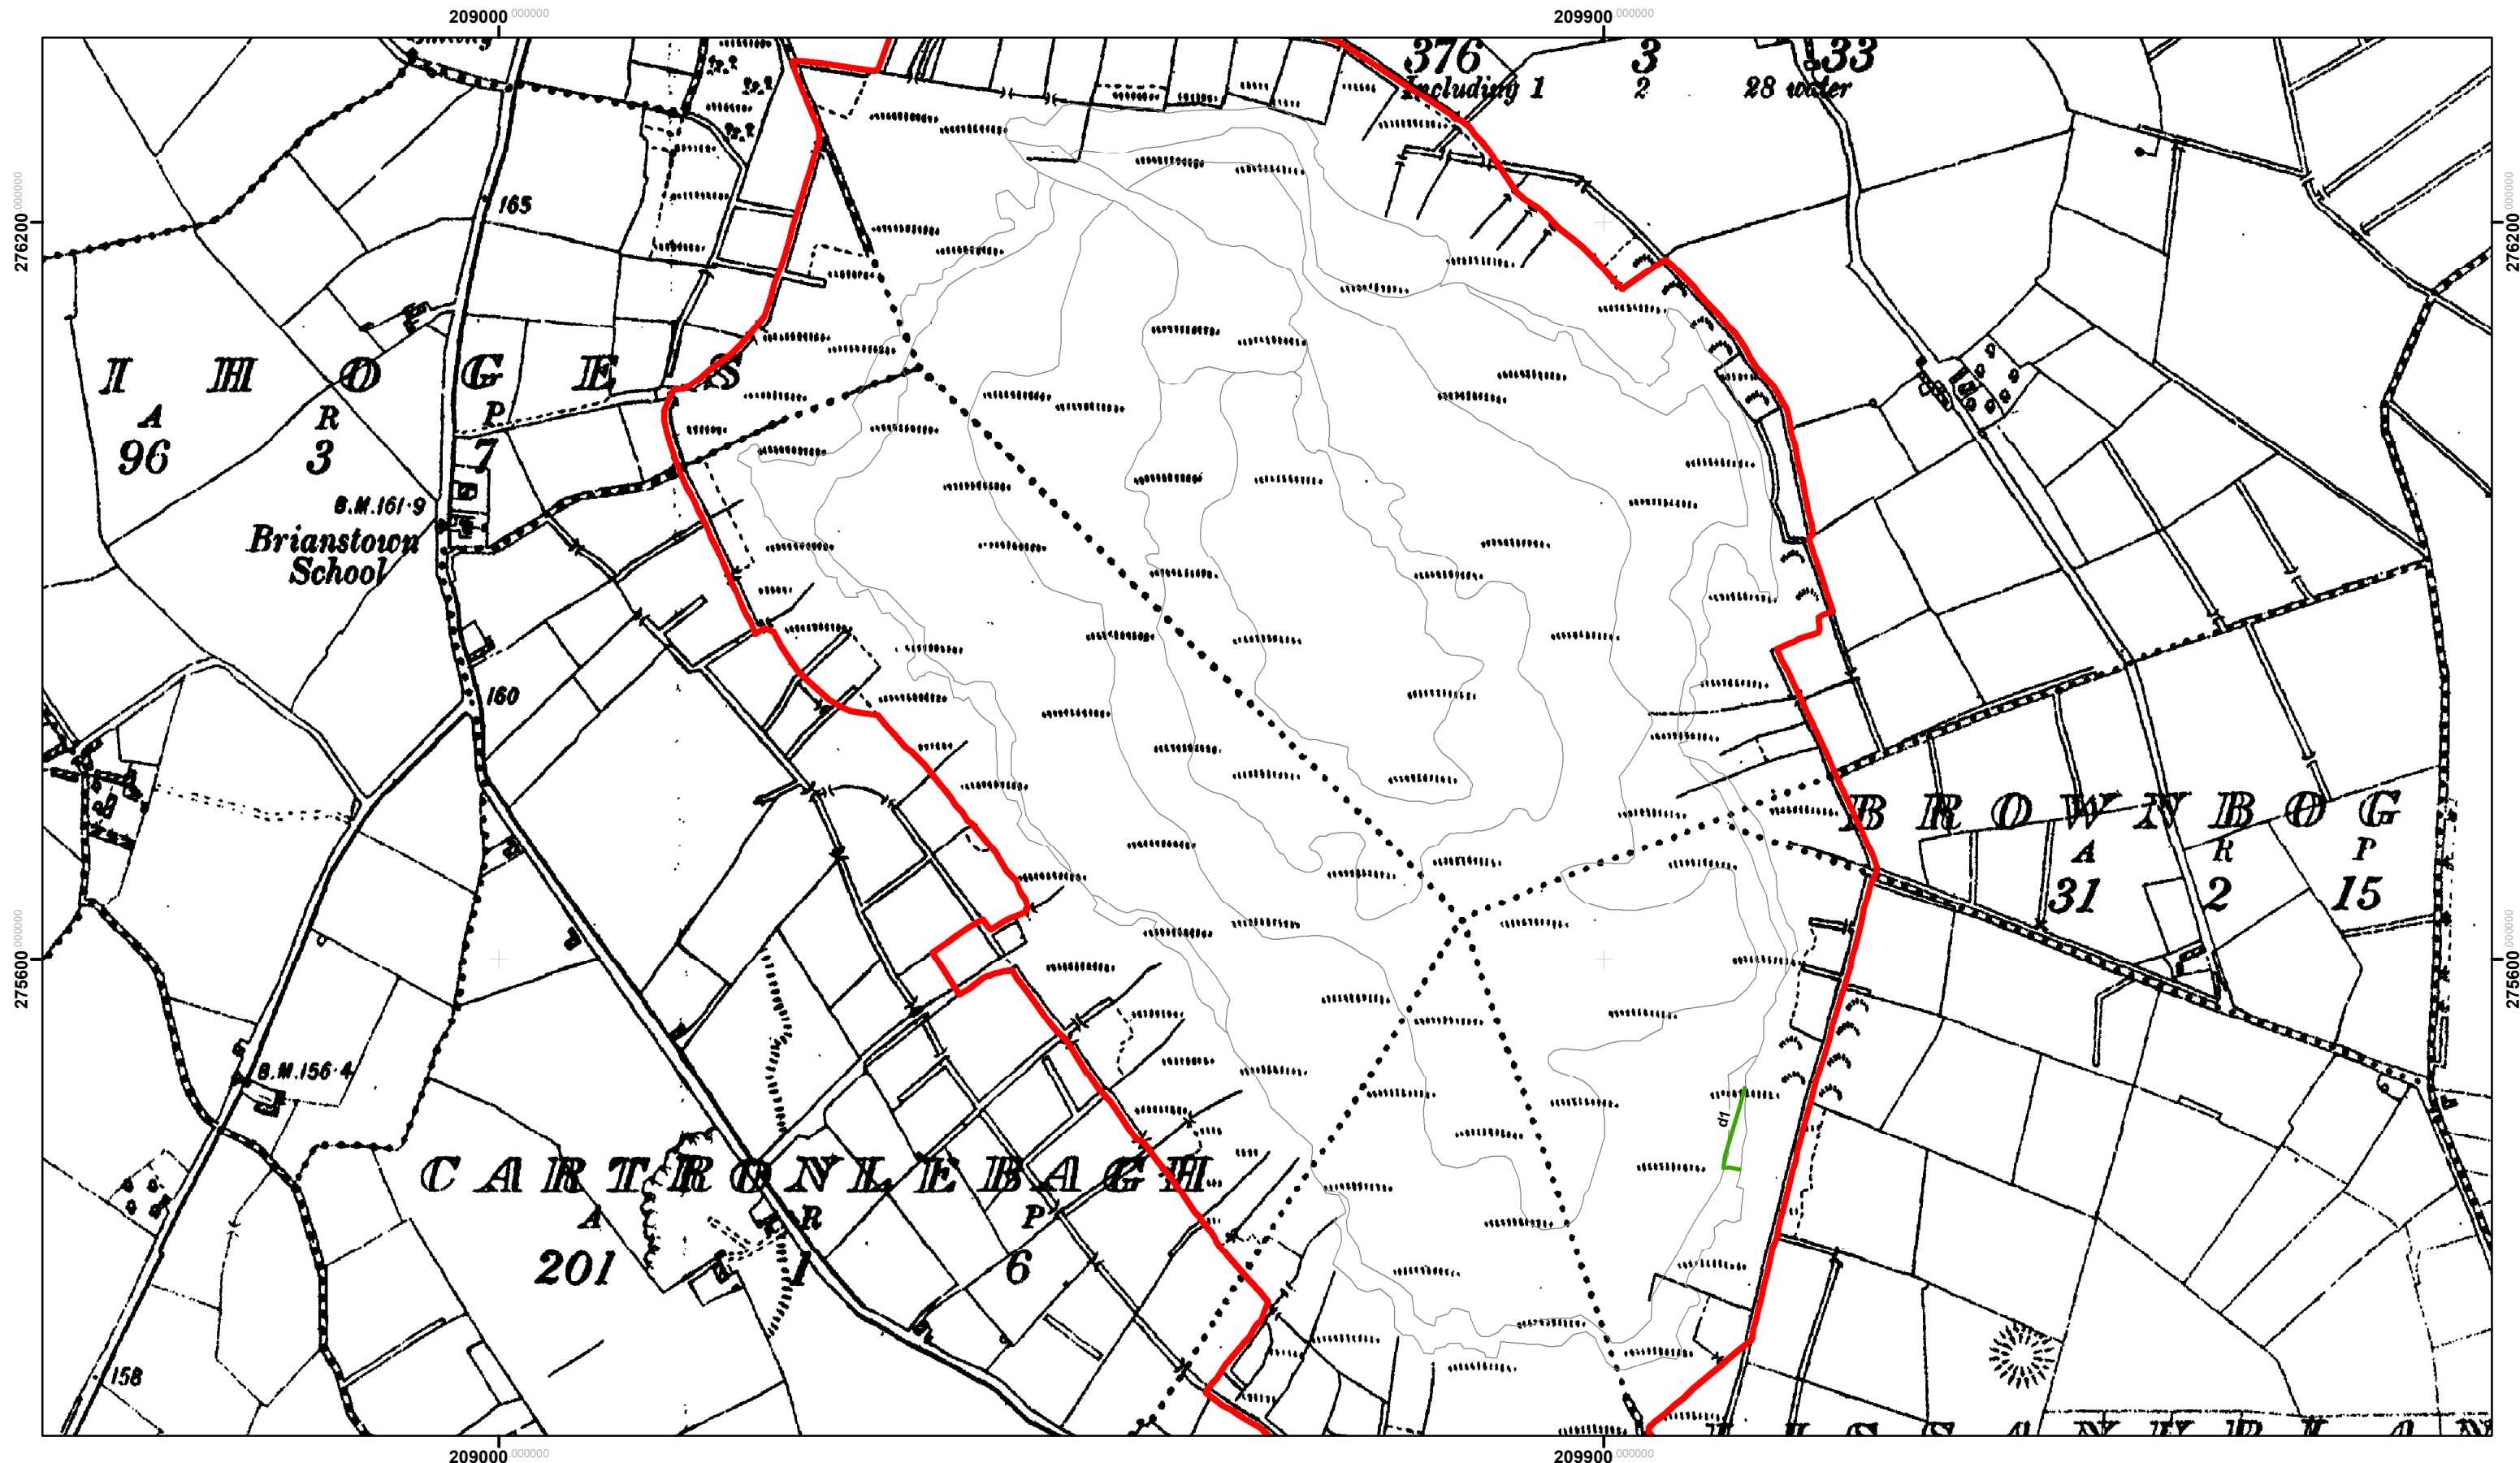 209000.000000
209900.000000
276200.000000
276200.000000
376
Including 1
3
2
33
28 water
165
I H O G E S
A R P
96 3 7
B.M.161·9
Brianstown
School
160
B R O W N B O G
A R P
31 2 15
275600.000000
275600.000000
B.M.156·4
d1
C A R T R O N L E B A G H
A R P
201 1 6
158
209000.000000
209900.000000